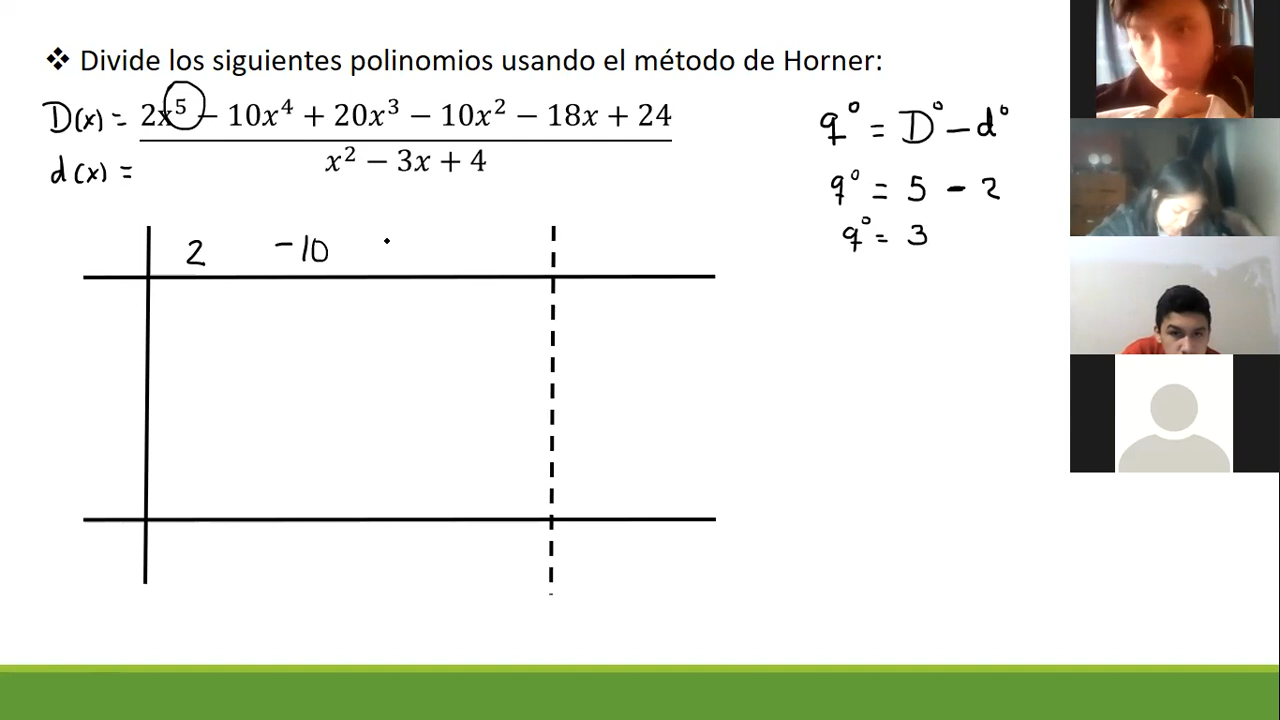 ❖ Divide los siguientes polinomios usando el método de Horner:
D(x) = 2x⁵ − 10x⁴ + 20x³ − 10x² − 18x + 24
d(x) = x² − 3x + 4
q° = D° − d°
q° = 5 − 2
q° = 3
2 −10